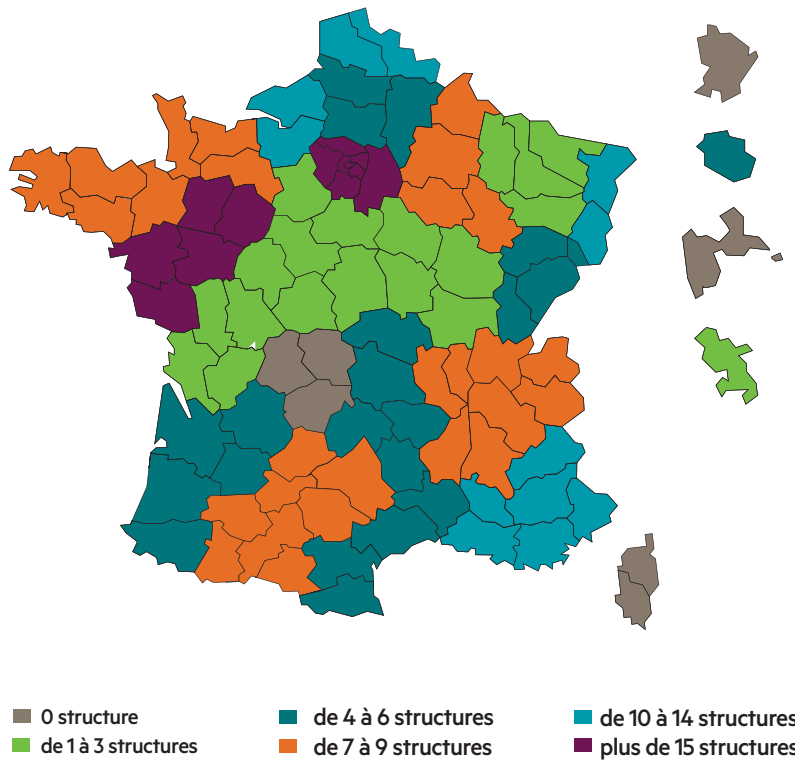 0 structure
de 1 à 3 structures
de 4 à 6 structures
de 7 à 9 structures
de 10 à 14 structures
plus de 15 structures